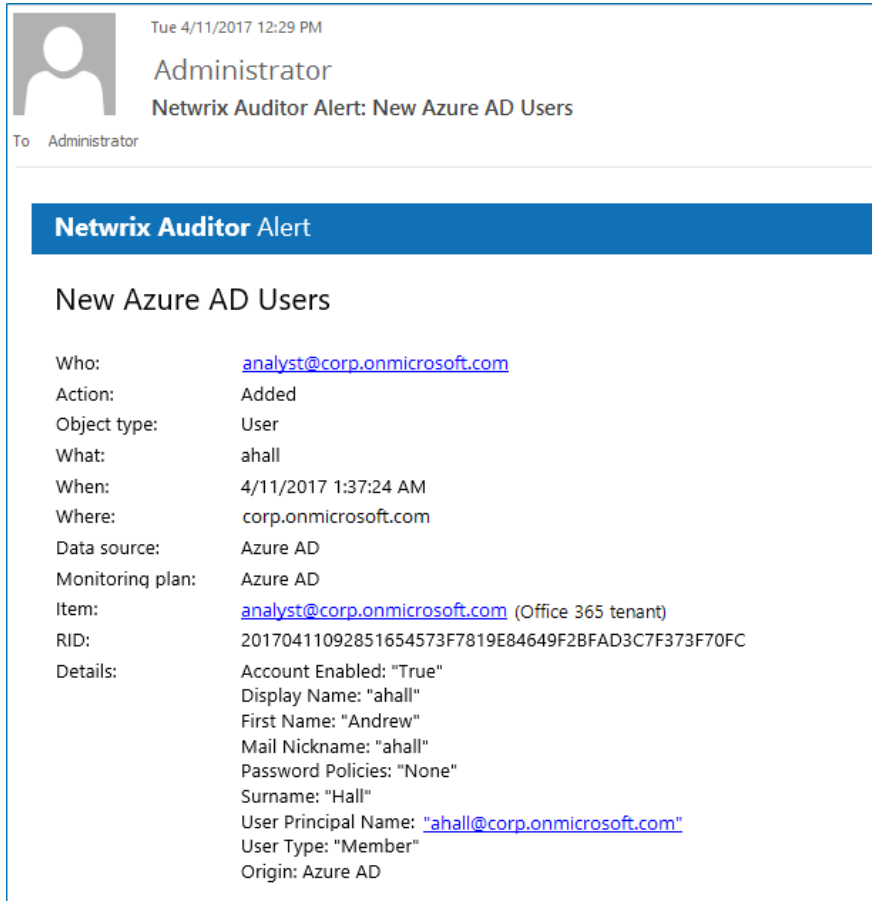 Tue 4/11/2017 12:29 PM
Administrator
Netwrix Auditor Alert: New Azure AD Users
To Administrator
Netwrix Auditor Alert
New Azure AD Users
Who: analyst@corp.onmicrosoft.com
Action: Added
Object type: User
What: ahall
When: 4/11/2017 1:37:24 AM
Where: corp.onmicrosoft.com
Data source: Azure AD
Monitoring plan: Azure AD
Item: analyst@corp.onmicrosoft.com (Office 365 tenant)
RID: 20170411092851654573F7819E84649F2BFAD3C7F373F70FC
Details: Account Enabled: "True"
Display Name: "ahall"
First Name: "Andrew"
Mail Nickname: "ahall"
Password Policies: "None"
Surname: "Hall"
User Principal Name: "ahall@corp.onmicrosoft.com"
User Type: "Member"
Origin: Azure AD